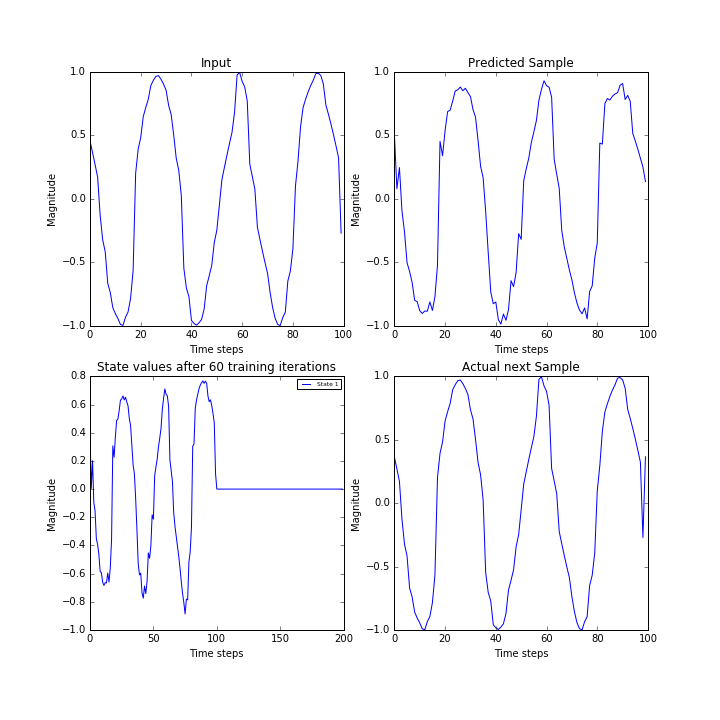 Input
Magnitude
1.0
0.5
0.0
−0.5
−1.0
0 20 40 60 80 100
Time steps
Predicted Sample
Magnitude
1.0
0.5
0.0
−0.5
−1.0
0 20 40 60 80 100
Time steps
State values after 60 training iterations
Magnitude
0.8
0.6
0.4
0.2
0.0
−0.2
−0.4
−0.6
−0.8
−1.0
State 1
0 50 100 150 200
Time steps
Actual next Sample
Magnitude
1.0
0.5
0.0
−0.5
−1.0
0 20 40 60 80 100
Time steps